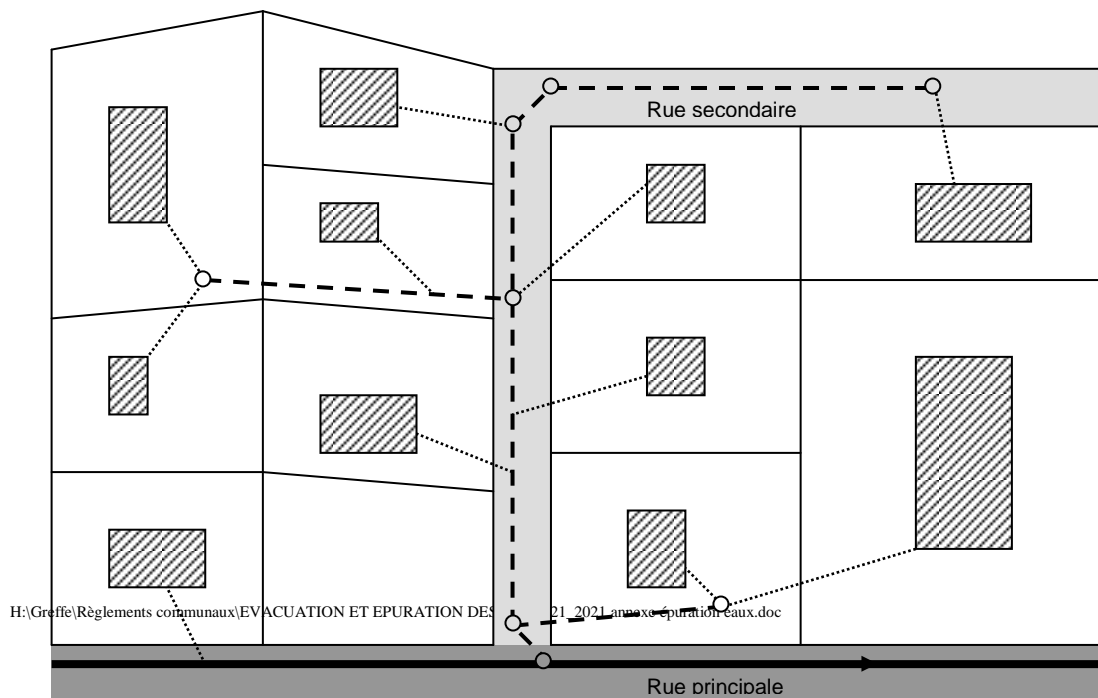 Rue secondaire
H:\Greffe\Règlements communaux\EVACUATION ET EPURATION DES 21_2021 annexe épuration eaux.doc
Rue principale